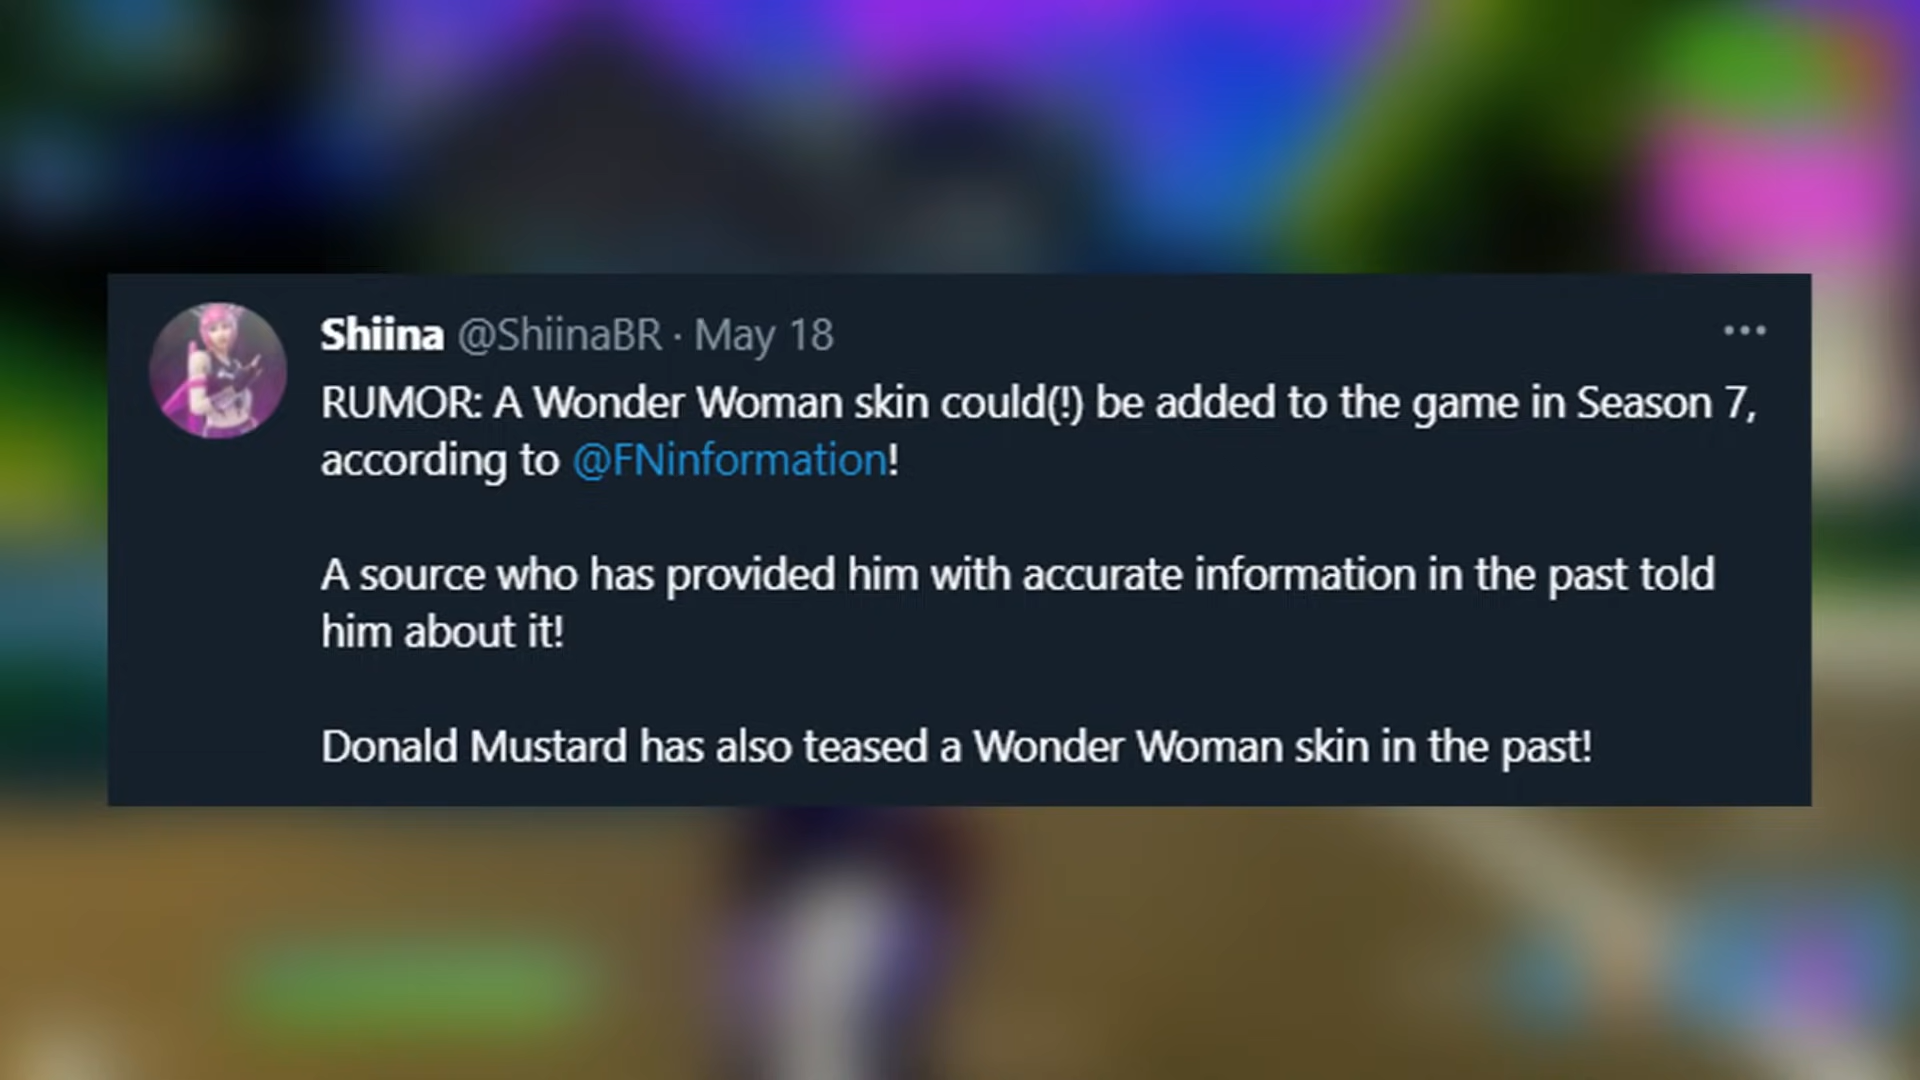 Shiina @ShiinaBR · May 18
RUMOR: A Wonder Woman skin could(!) be added to the game in Season 7,
according to @FNinformation!
A source who has provided him with accurate information in the past told
him about it!
Donald Mustard has also teased a Wonder Woman skin in the past!